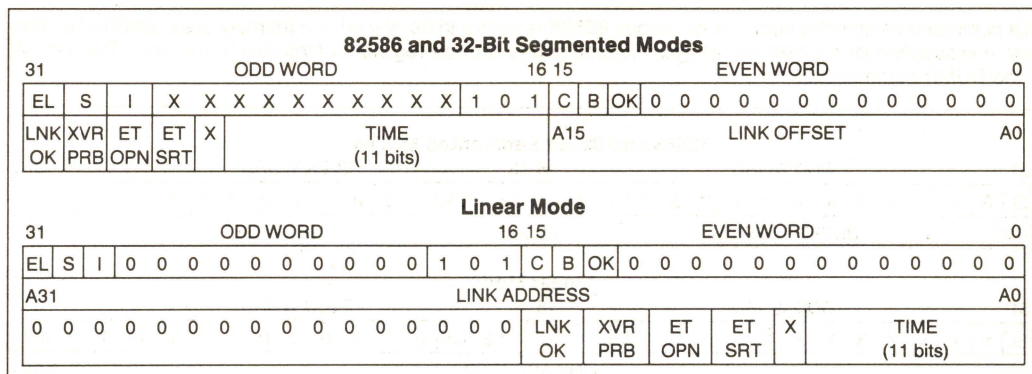 82586 and 32-Bit Segmented Modes
31 ODD WORD 16 15 EVEN WORD 0
EL S I X X X X X X X X X X 1 0 1 C B OK 0 0 0 0 0 0 0 0 0 0 0 0 0
LNK OK XVR PRB ET OPN ET SRT X TIME (11 bits) A15 LINK OFFSET A0
Linear Mode
31 ODD WORD 16 15 EVEN WORD 0
EL S I 0 0 0 0 0 0 0 0 0 0 1 0 1 C B OK 0 0 0 0 0 0 0 0 0 0 0 0 0
A31 LINK ADDRESS A0
0 0 0 0 0 0 0 0 0 0 0 0 0 0 0 0 LNK OK XVR PRB ET OPN ET SRT X TIME (11 bits)